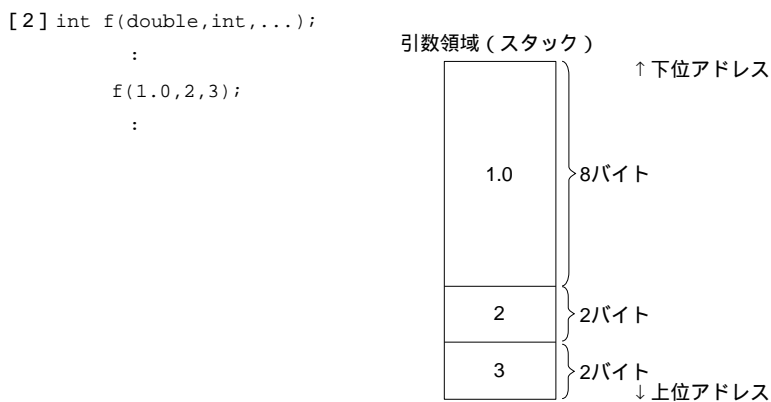 [2] int f(double,int,...);
:
f(1.0,2,3);
:
引数領域(スタック)
↑下位アドレス
1.0
8バイト
2
2バイト
3
2バイト
↓上位アドレス